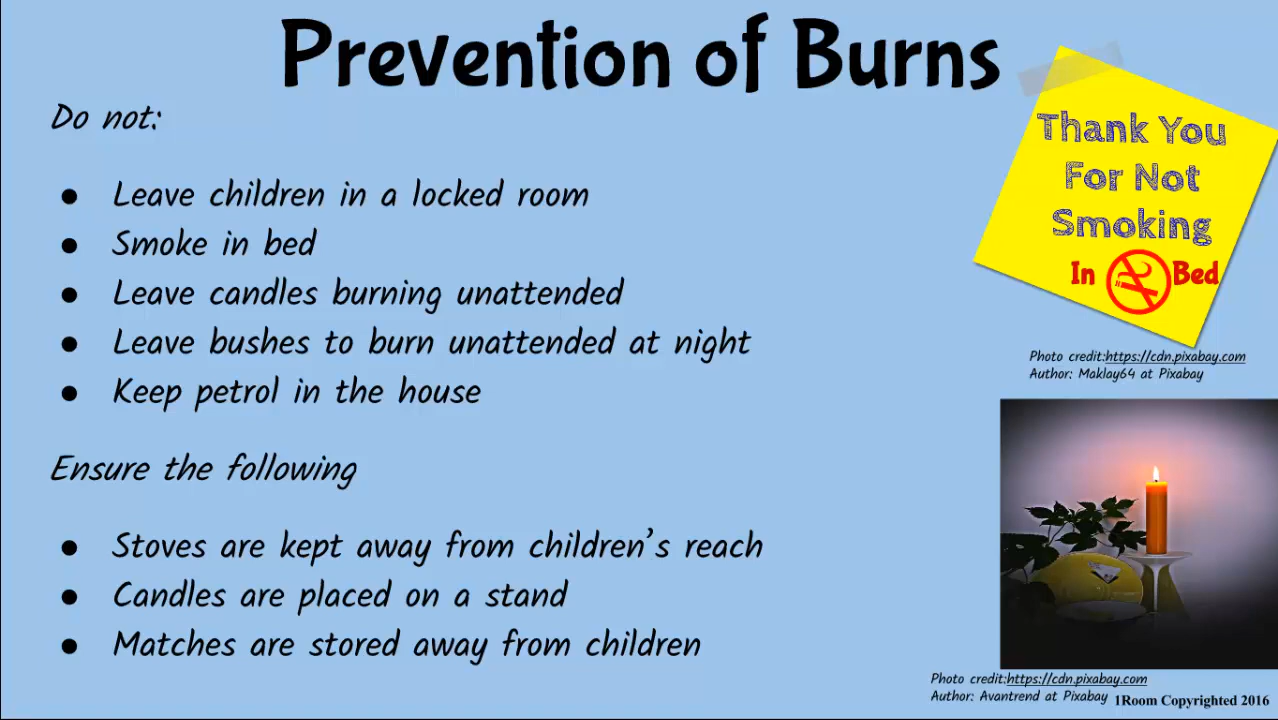 Prevention of Burns
Do not:
● Leave children in a locked room
● Smoke in bed
● Leave candles burning unattended
● Leave bushes to burn unattended at night
● Keep petrol in the house
Ensure the following
● Stoves are kept away from children's reach
● Candles are placed on a stand
● Matches are stored away from children
Thank You
For Not
Smoking
In Bed
Photo credit:https://cdn.pixabay.com
Author: Maklay64 at Pixabay
Photo credit:https://cdn.pixabay.com
Author: Avantrend at Pixabay
1Room Copyrighted 2016